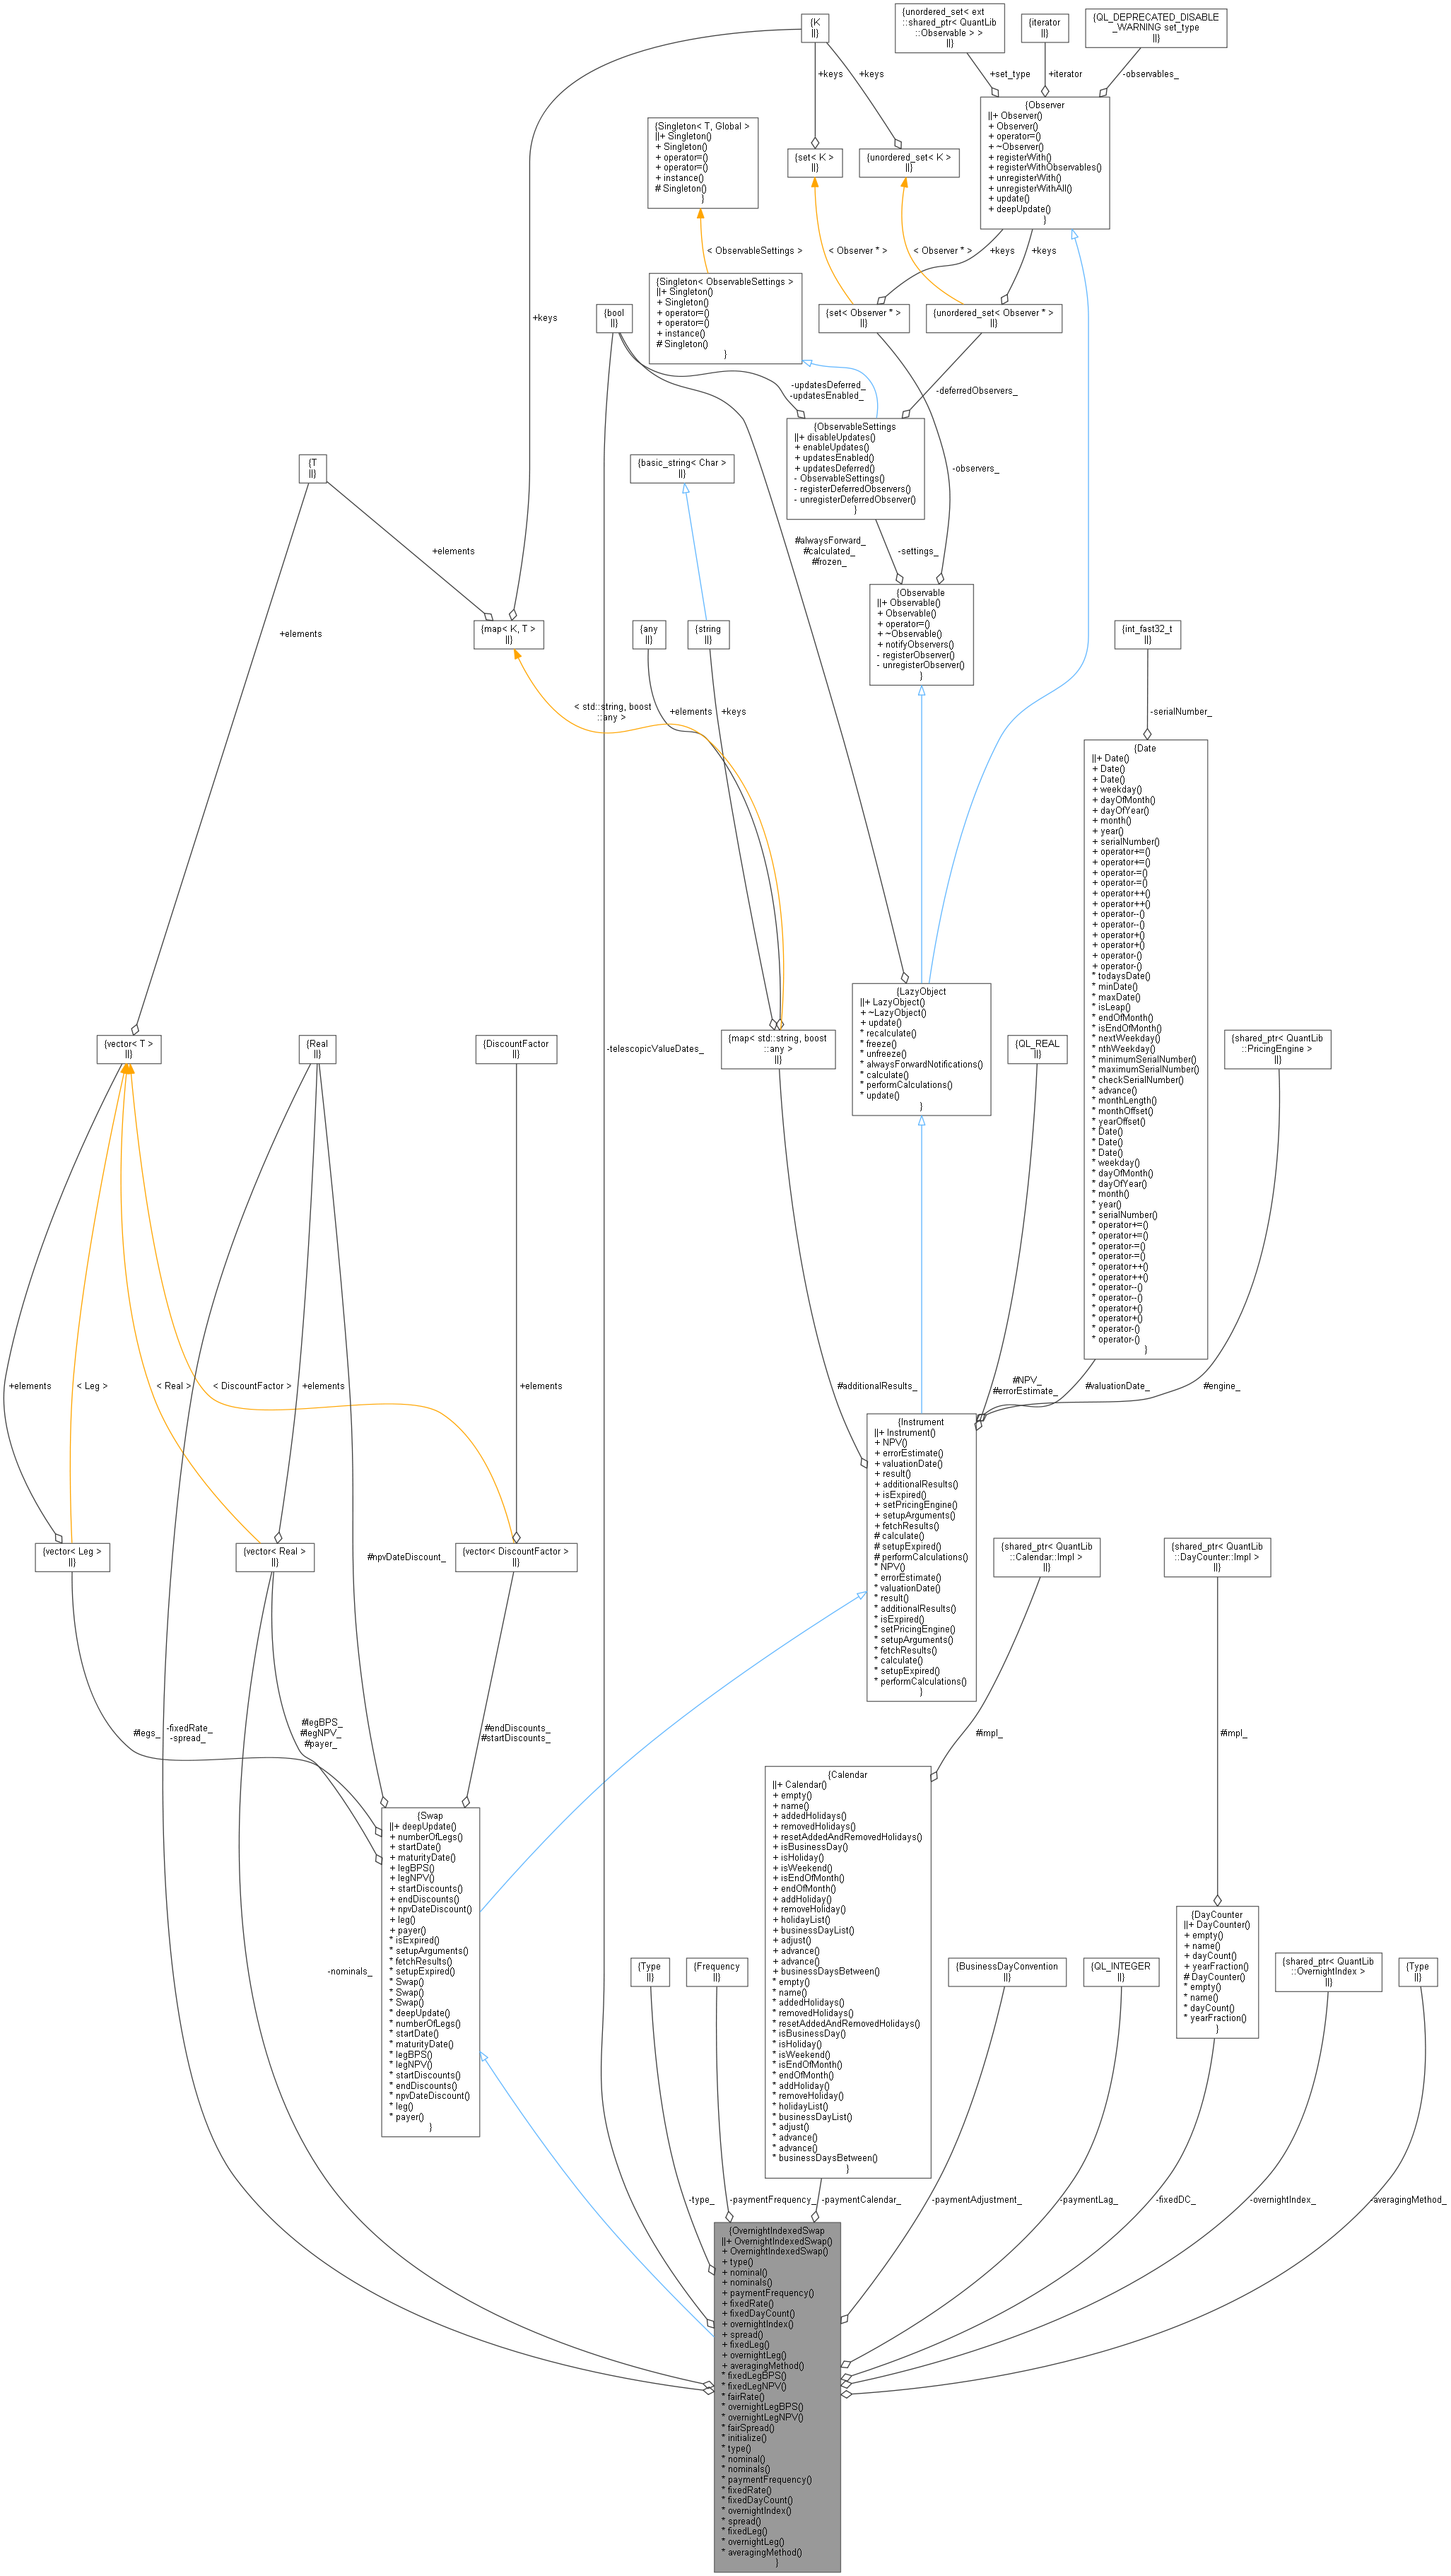 {K
||}
{unordered_set< ext
::shared_ptr< QuantLib
::Observable > >
||}
{iterator
||}
{QL_DEPRECATED_DISABLE
_WARNING set_type
||}
+keys
+keys
+set_type
+iterator
-observables_
{Singleton< T, Global >
||+ Singleton()
+ Singleton()
+ operator=()
+ operator=()
+ instance()
# Singleton()
}
{set< K >
||}
{unordered_set< K >
||}
{Observer
||+ Observer()
+ Observer()
+ operator=()
+ ~Observer()
+ registerWith()
+ registerWithObservables()
+ unregisterWith()
+ unregisterWithAll()
+ update()
+ deepUpdate()
}
< ObservableSettings >
< Observer * >
< Observer * >
+keys
+keys
{Singleton< ObservableSettings >
||+ Singleton()
+ Singleton()
+ operator=()
+ operator=()
+ instance()
# Singleton()
}
{bool
||}
{set< Observer * >
||}
{unordered_set< Observer * >
||}
+keys
-updatesDeferred_
-updatesEnabled_
-deferredObservers_
{ObservableSettings
||+ disableUpdates()
+ enableUpdates()
+ updatesEnabled()
+ updatesDeferred()
- ObservableSettings()
- registerDeferredObservers()
- unregisterDeferredObserver()
}
{T
||}
{basic_string< Char >
||}
-observers_
+elements
#alwaysForward_
#calculated_
#frozen_
-settings_
{Observable
||+ Observable()
+ Observable()
+ operator=()
+ ~Observable()
+ notifyObservers()
- registerObserver()
- unregisterObserver()
}
+elements
{map< K, T >
||}
{any
||}
{string
||}
{int_fast32_t
||}
< std::string, boost
::any >
+elements
+keys
-serialNumber_
{Date
||+ Date()
+ Date()
+ Date()
+ weekday()
+ dayOfMonth()
+ dayOfYear()
+ month()
+ year()
+ serialNumber()
+ operator+=()
+ operator+=()
+ operator-=()
+ operator-=()
+ operator++()
+ operator++()
+ operator--()
+ operator--()
+ operator+()
+ operator+()
+ operator-()
+ operator-()
* todaysDate()
* minDate()
* maxDate()
* isLeap()
* endOfMonth()
* isEndOfMonth()
* nextWeekday()
* nthWeekday()
* minimumSerialNumber()
* maximumSerialNumber()
* checkSerialNumber()
* advance()
* monthLength()
* monthOffset()
* yearOffset()
* Date()
* Date()
* Date()
* weekday()
* dayOfMonth()
* dayOfYear()
* month()
* year()
* serialNumber()
* operator+=()
* operator+=()
* operator-=()
* operator-=()
* operator++()
* operator++()
* operator--()
* operator--()
* operator+()
* operator+()
* operator-()
* operator-()
}
{LazyObject
||+ LazyObject()
+ ~LazyObject()
+ update()
* recalculate()
* freeze()
* unfreeze()
* alwaysForwardNotifications()
* calculate()
* performCalculations()
* update()
}
{vector< T >
||}
{Real
||}
{DiscountFactor
||}
-telescopicValueDates_
{map< std::string, boost
::any >
||}
{QL_REAL
||}
{shared_ptr< QuantLib
::PricingEngine >
||}
+elements
< Leg >
< Real >
< DiscountFactor >
+elements
+elements
#additionalResults_
#NPV_
#errorEstimate_
#valuationDate_
#engine_
{Instrument
||+ Instrument()
+ NPV()
+ errorEstimate()
+ valuationDate()
+ result()
+ additionalResults()
+ isExpired()
+ setPricingEngine()
+ setupArguments()
+ fetchResults()
# calculate()
# setupExpired()
# performCalculations()
* NPV()
* errorEstimate()
* valuationDate()
* result()
* additionalResults()
* isExpired()
* setPricingEngine()
* setupArguments()
* fetchResults()
* calculate()
* setupExpired()
* performCalculations()
}
{vector< Leg >
||}
{vector< Real >
||}
{vector< DiscountFactor >
||}
#npvDateDiscount_
{shared_ptr< QuantLib
::Calendar::Impl >
||}
{shared_ptr< QuantLib
::DayCounter::Impl >
||}
#legs_
-fixedRate_
-spread_
#legBPS_
#legNPV_
#payer_
#endDiscounts_
#startDiscounts_
#impl_
#impl_
{Swap
||+ deepUpdate()
+ numberOfLegs()
+ startDate()
+ maturityDate()
+ legBPS()
+ legNPV()
+ startDiscounts()
+ endDiscounts()
+ npvDateDiscount()
+ leg()
+ payer()
* isExpired()
* setupArguments()
* fetchResults()
* setupExpired()
* Swap()
* Swap()
* Swap()
* deepUpdate()
* numberOfLegs()
* startDate()
* maturityDate()
* legBPS()
* legNPV()
* startDiscounts()
* endDiscounts()
* npvDateDiscount()
* leg()
* payer()
}
{Calendar
||+ Calendar()
+ empty()
+ name()
+ addedHolidays()
+ removedHolidays()
+ resetAddedAndRemovedHolidays()
+ isBusinessDay()
+ isHoliday()
+ isWeekend()
+ isEndOfMonth()
+ endOfMonth()
+ addHoliday()
+ removeHoliday()
+ holidayList()
+ businessDayList()
+ adjust()
+ advance()
+ advance()
+ businessDaysBetween()
* empty()
* name()
* addedHolidays()
* removedHolidays()
* resetAddedAndRemovedHolidays()
* isBusinessDay()
* isHoliday()
* isWeekend()
* isEndOfMonth()
* endOfMonth()
* addHoliday()
* removeHoliday()
* holidayList()
* businessDayList()
* adjust()
* advance()
* advance()
* businessDaysBetween()
}
{DayCounter
||+ DayCounter()
+ empty()
+ name()
+ dayCount()
+ yearFraction()
# DayCounter()
* empty()
* name()
* dayCount()
* yearFraction()
}
-nominals_
{Type
||}
{Frequency
||}
{BusinessDayConvention
||}
{QL_INTEGER
||}
{shared_ptr< QuantLib
::OvernightIndex >
||}
{Type
||}
-type_
-paymentFrequency_
-paymentCalendar_
-paymentAdjustment_
-paymentLag_
-fixedDC_
-overnightIndex_
-averagingMethod_
{OvernightIndexedSwap
||+ OvernightIndexedSwap()
+ OvernightIndexedSwap()
+ type()
+ nominal()
+ nominals()
+ paymentFrequency()
+ fixedRate()
+ fixedDayCount()
+ overnightIndex()
+ spread()
+ fixedLeg()
+ overnightLeg()
+ averagingMethod()
* fixedLegBPS()
* fixedLegNPV()
* fairRate()
* overnightLegBPS()
* overnightLegNPV()
* fairSpread()
* initialize()
* type()
* nominal()
* nominals()
* paymentFrequency()
* fixedRate()
* fixedDayCount()
* overnightIndex()
* spread()
* fixedLeg()
* overnightLeg()
* averagingMethod()
}